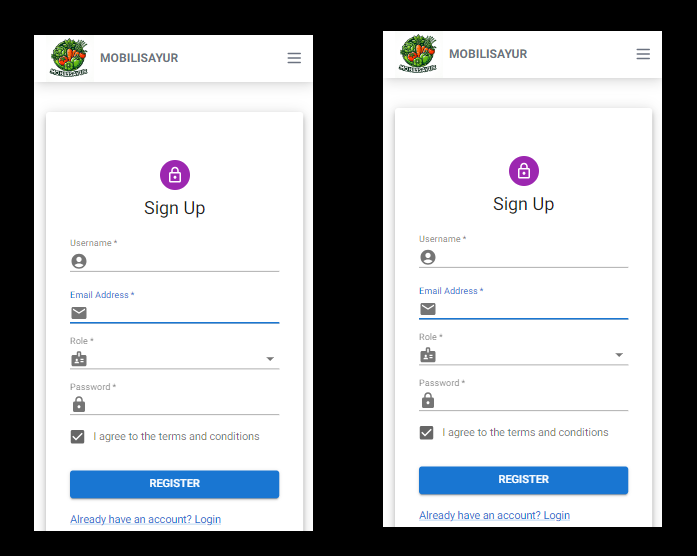 MOBILISAYUR
MOBILISAYUR
Sign Up
Username *
Email Address *
Role *
Password *
I agree to the terms and conditions
REGISTER
Already have an account? Login
MOBILISAYUR
MOBILISAYUR
Sign Up
Username *
Email Address *
Role *
Password *
I agree to the terms and conditions
REGISTER
Already have an account? Login